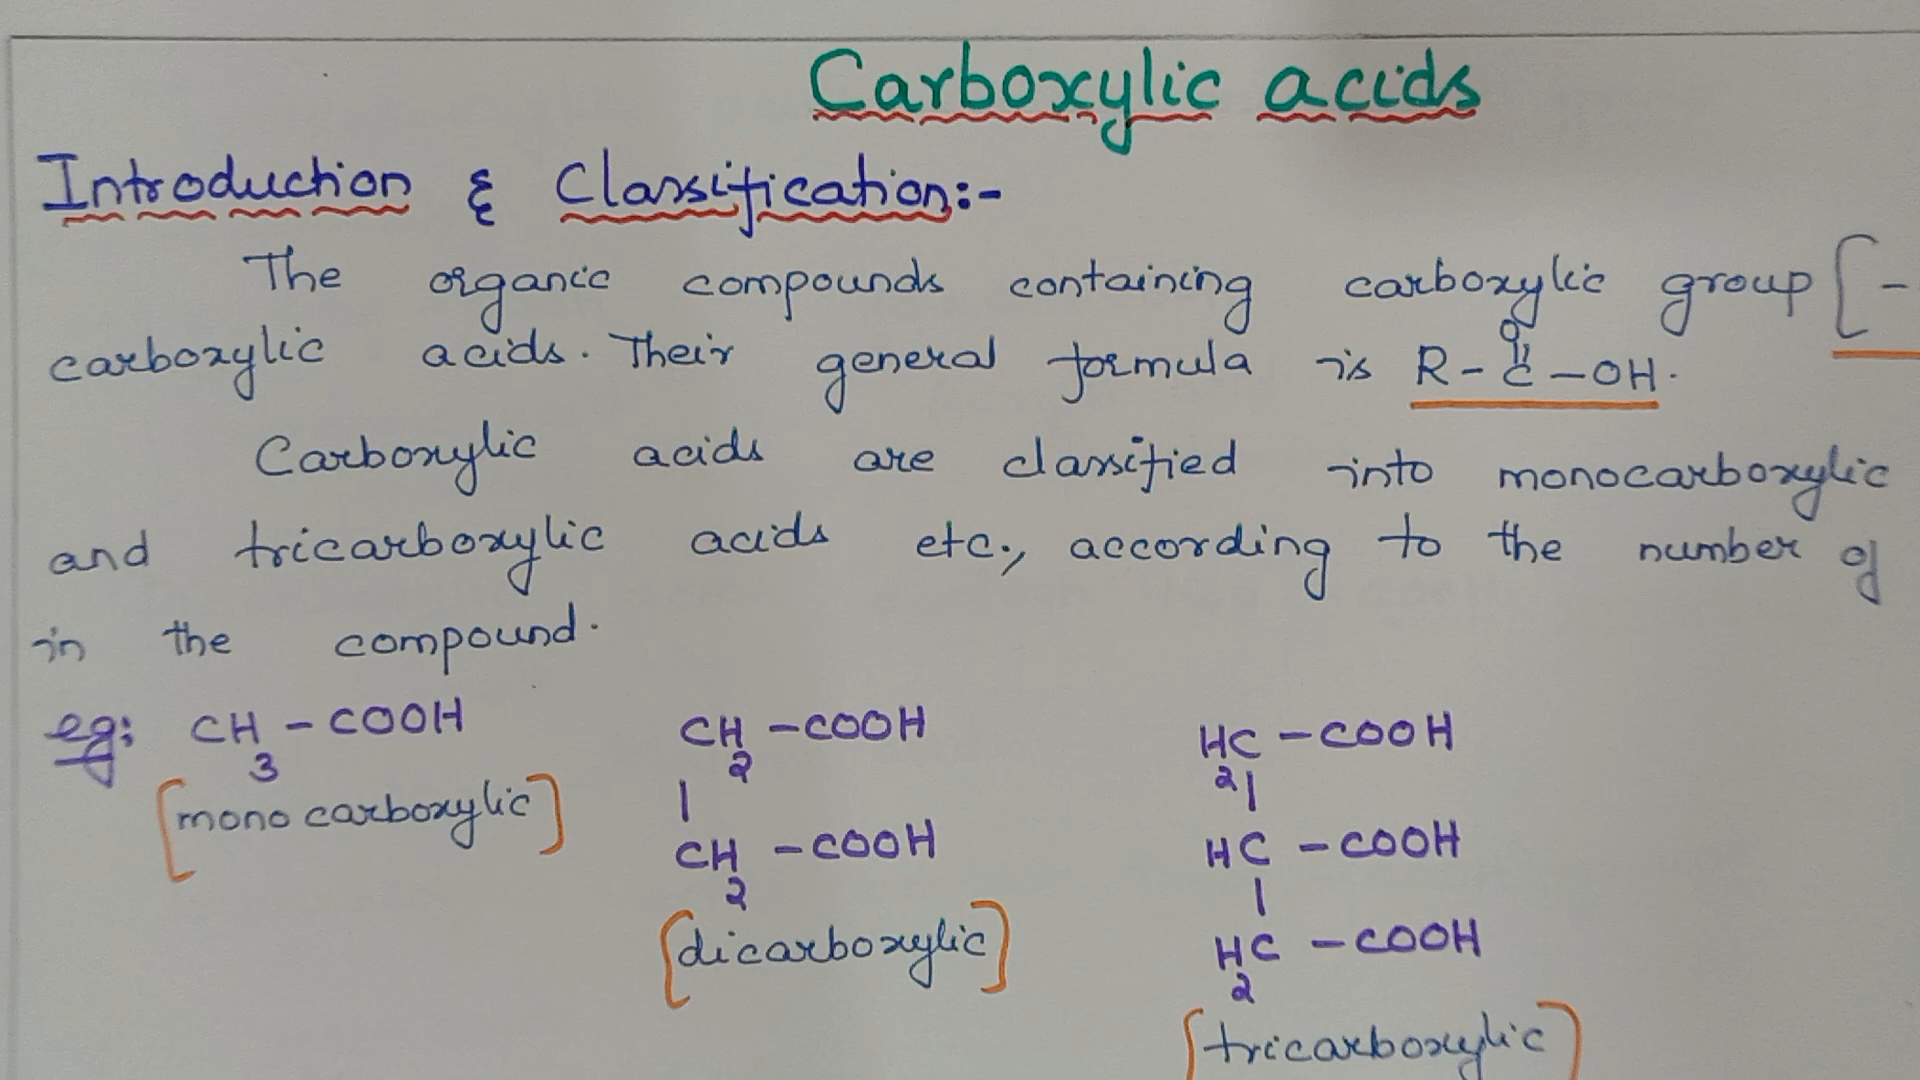 Carboxylic acids
Introduction & Classification:-
The organic compounds containing carboxylic group [-
carboxylic acids. Their general formula is R-C-OH.
O
||
Carboxylic acids are classified into monocarboxylic
and tricarboxylic acids etc., according to the number of
in the compound.
eg: CH3-COOH CH2-COOH H2C-COOH
| |
[mono carboxylic] CH2-COOH HC-COOH
|
[dicarboxylic] H2C-COOH
[tricarboxylic]